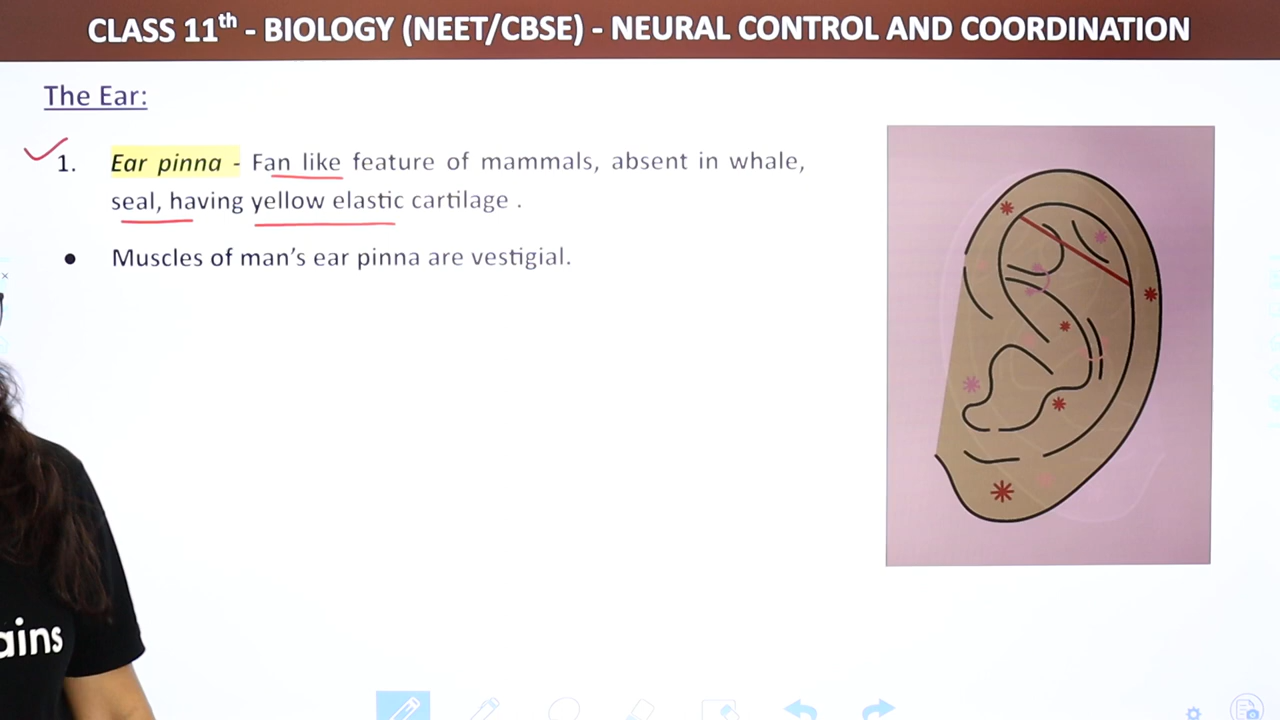 CLASS 11th - BIOLOGY (NEET/CBSE) - NEURAL CONTROL AND COORDINATION
The Ear:
1. Ear pinna - Fan like feature of mammals, absent in whale,
seal, having yellow elastic cartilage .
● Muscles of man’s ear pinna are vestigial.
ains